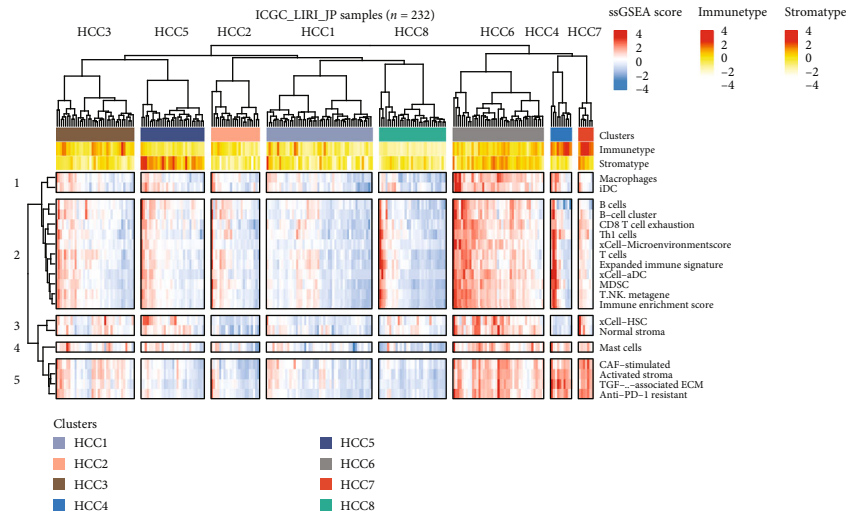 ICGC_LIRI_JP samples (n = 232)
HCC3 HCC5 HCC2 HCC1 HCC8 HCC6 HCC4 HCC7
ssGSEA score
4
2
0
−2
−4
Immunetype
4
2
0
−2
−4
Stromatype
4
2
0
−2
−4
Clusters
Immunetype
Stromatype
1
Macrophages
iDC
2
B cells
B−cell cluster
CD8 T cell exhaustion
Th1 cells
xCell−Microenvironmentscore
T cells
Expanded immune signature
xCell−aDC
MDSC
T.NK. metagene
Immune enrichment score
3
xCell−HSC
Normal stroma
4
Mast cells
5
CAF−stimulated
Activated stroma
TGF−..−associated ECM
Anti−PD−1 resistant
Clusters
HCC1
HCC2
HCC3
HCC4
HCC5
HCC6
HCC7
HCC8